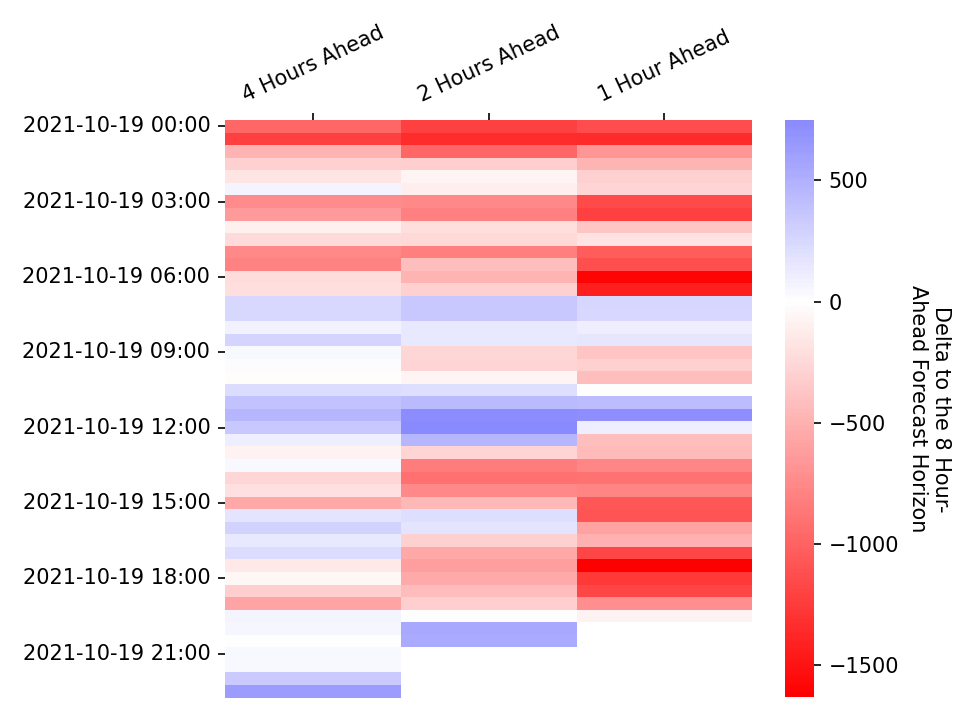 4 Hours Ahead
2 Hours Ahead
1 Hour Ahead
2021-10-19 00:00
2021-10-19 03:00
2021-10-19 06:00
2021-10-19 09:00
2021-10-19 12:00
2021-10-19 15:00
2021-10-19 18:00
2021-10-19 21:00
500
0
−500
−1000
−1500
Delta to the 8 Hour-
Ahead Forecast Horizon